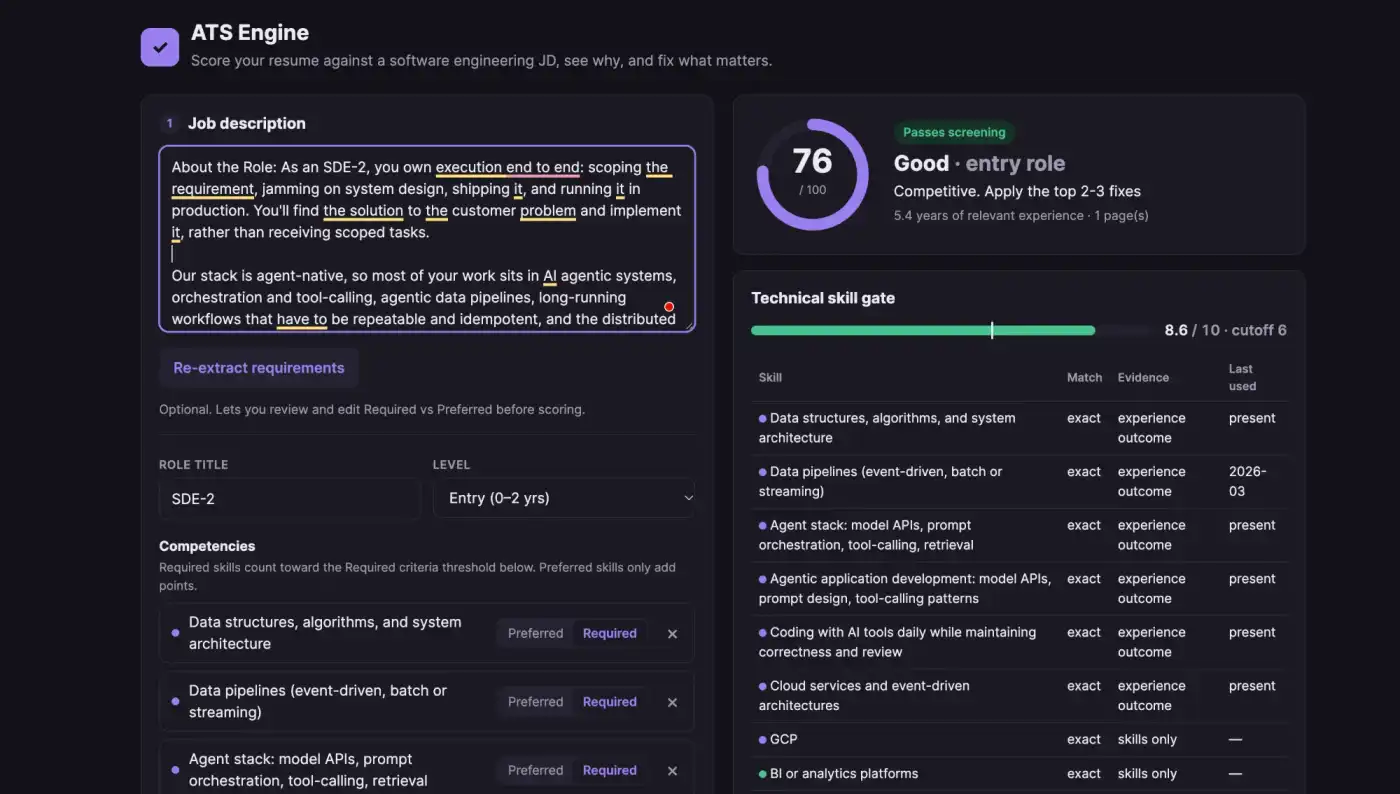 ATS Engine
Score your resume against a software engineering JD, see why, and fix what matters.
1 Job description
About the Role: As an SDE-2, you own execution end to end: scoping the
requirement, jamming on system design, shipping it, and running it in
production. You'll find the solution to the customer problem and implement
it, rather than receiving scoped tasks.
Our stack is agent-native, so most of your work sits in AI agentic systems,
orchestration and tool-calling, agentic data pipelines, long-running
workflows that have to be repeatable and idempotent, and the distributed
Re-extract requirements
Optional. Lets you review and edit Required vs Preferred before scoring.
ROLE TITLE
LEVEL
SDE-2
Entry (0–2 yrs)
Competencies
Required skills count toward the Required criteria threshold below. Preferred skills only add
points.
Data structures, algorithms, and system
architecture
Preferred Required ×
Data pipelines (event-driven, batch or
streaming)
Preferred Required ×
Agent stack: model APIs, prompt
orchestration, tool-calling, retrieval
Preferred Required ×
76
/ 100
Passes screening
Good · entry role
Competitive. Apply the top 2-3 fixes
5.4 years of relevant experience · 1 page(s)
Technical skill gate
8.6 / 10 · cutoff 6
Skill Match Evidence Last
used
Data structures, algorithms, and system exact experience present
architecture outcome
Data pipelines (event-driven, batch or exact experience 2026-
streaming) outcome 03
Agent stack: model APIs, prompt exact experience present
orchestration, tool-calling, retrieval outcome
Agentic application development: model APIs, exact experience present
prompt design, tool-calling patterns outcome
Coding with AI tools daily while maintaining exact experience present
correctness and review outcome
Cloud services and event-driven exact experience present
architectures outcome
GCP exact skills only —
BI or analytics platforms exact skills only —